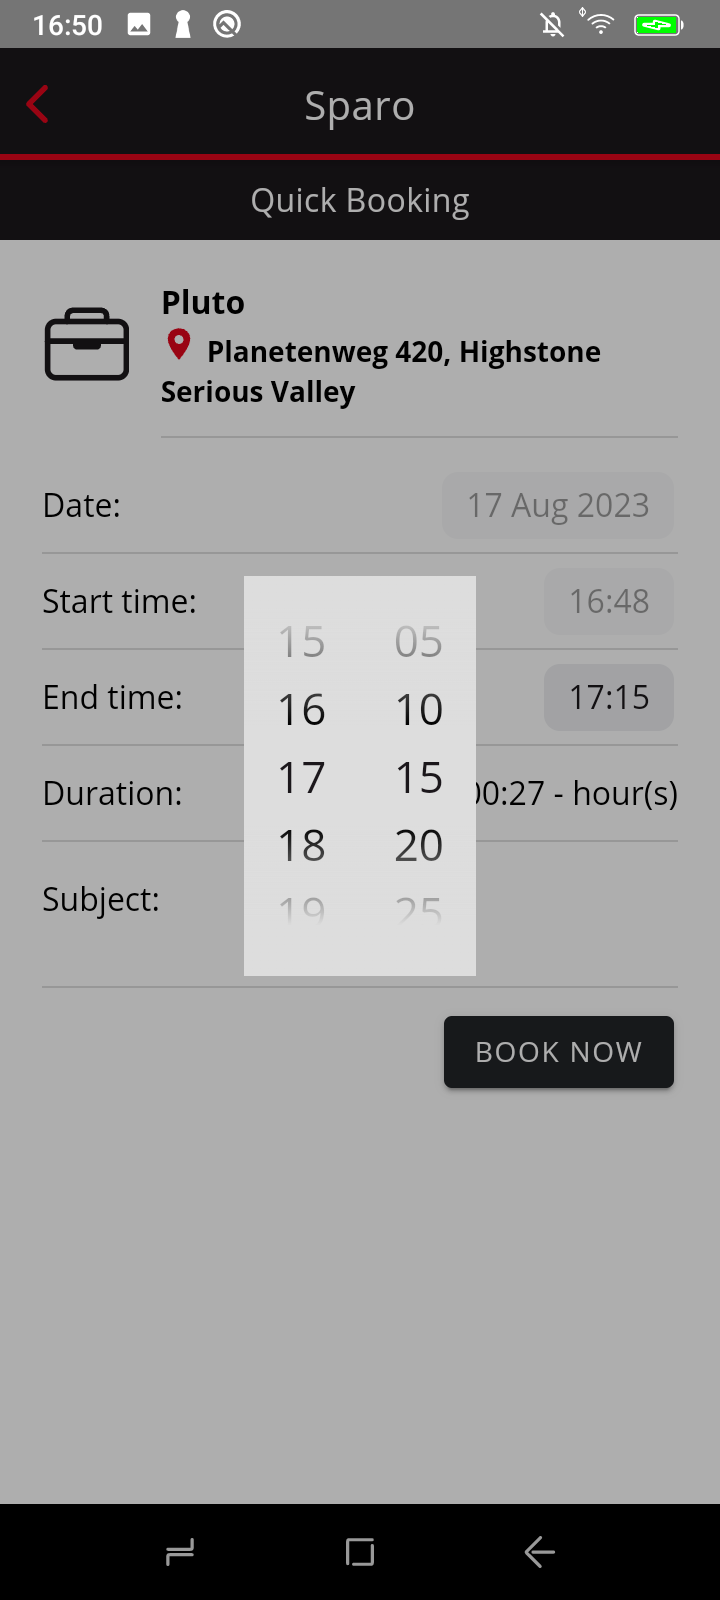 16:50
Sparo
Quick Booking
Pluto
Planetenweg 420, Highstone
Serious Valley
Date:
17 Aug 2023
Start time:
16:48
End time:
17:15
Duration:
00:27 - hour(s)
Subject:
15 05
16 10
17 15
18 20
19 25
BOOK NOW